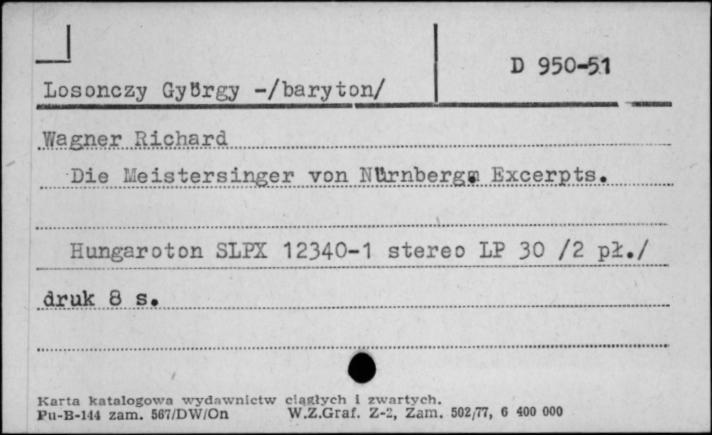 D 950-51
Losonczy György -/baryton/
Wagner Richard
Die Meistersinger von Nürnberg. Excerpts.
Hungaroton SLPX 12340-1 stereo LP 30 /2 pł./
druk 8 s.
Karta katalogowa wydawnictw ciągłych i zwartych.
Pu-B-144 zam. 567/DW/On W.Z.Graf. Z-2, Zam. 502/77, 6 400 000